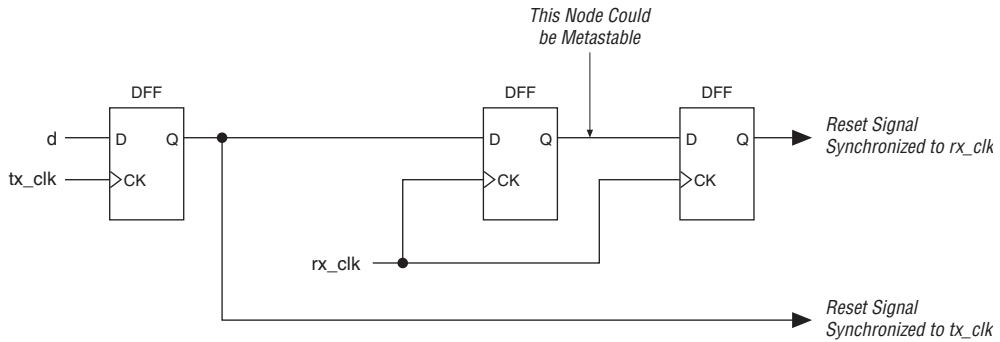 This Node Could
be Metastable
DFF
DFF
DFF
d
D
Q
D
Q
D
Q
Reset Signal
Synchronized to rx_clk
tx_clk
CK
CK
CK
rx_clk
Reset Signal
Synchronized to tx_clk